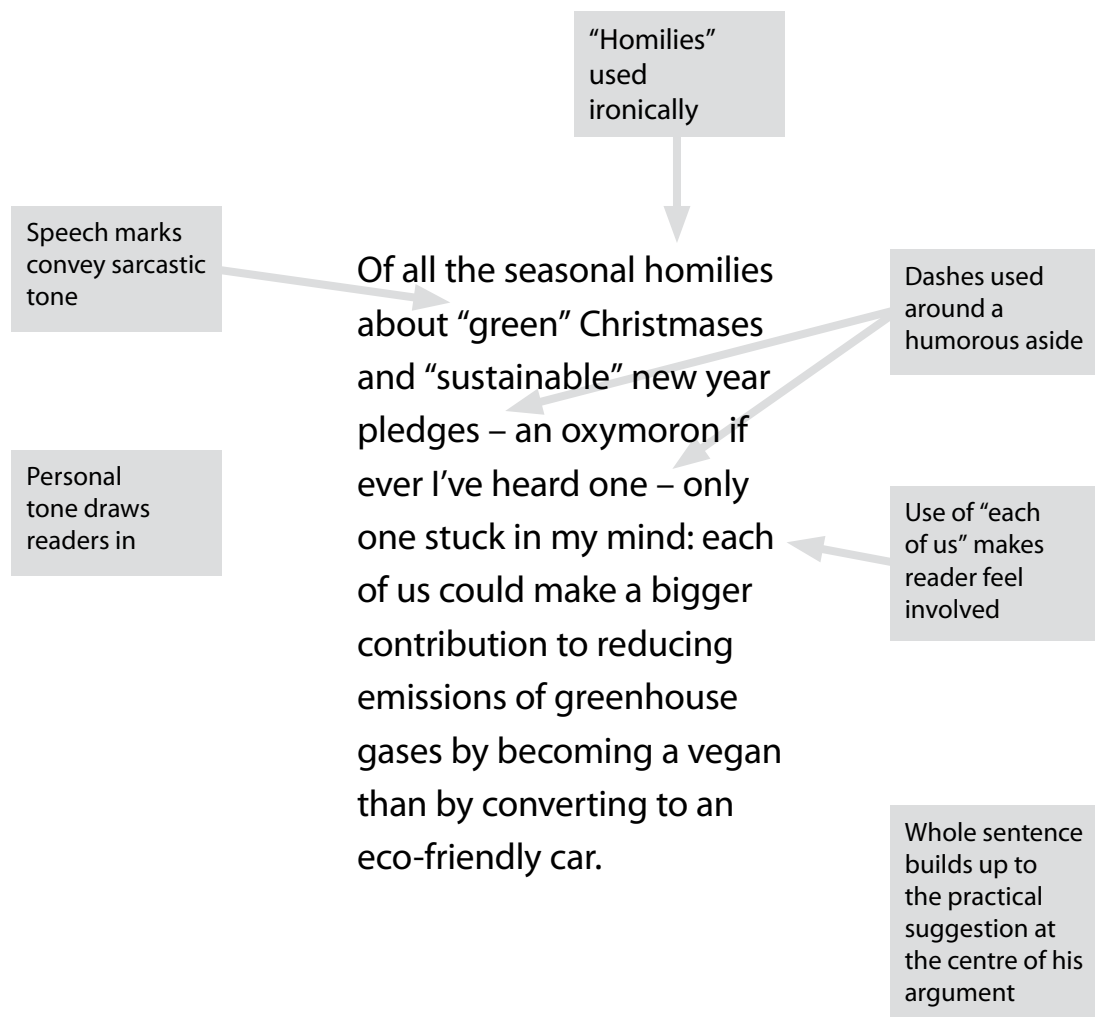 “Homilies”
used
ironically
Speech marks
convey sarcastic
tone
Of all the seasonal homilies
about “green” Christmases
and “sustainable” new year
pledges – an oxymoron if
ever I’ve heard one – only
one stuck in my mind: each
of us could make a bigger
contribution to reducing
emissions of greenhouse
gases by becoming a vegan
than by converting to an
eco-friendly car.
Dashes used
around a
humorous aside
Personal
tone draws
readers in
Use of “each
of us” makes
reader feel
involved
Whole sentence
builds up to
the practical
suggestion at
the centre of his
argument